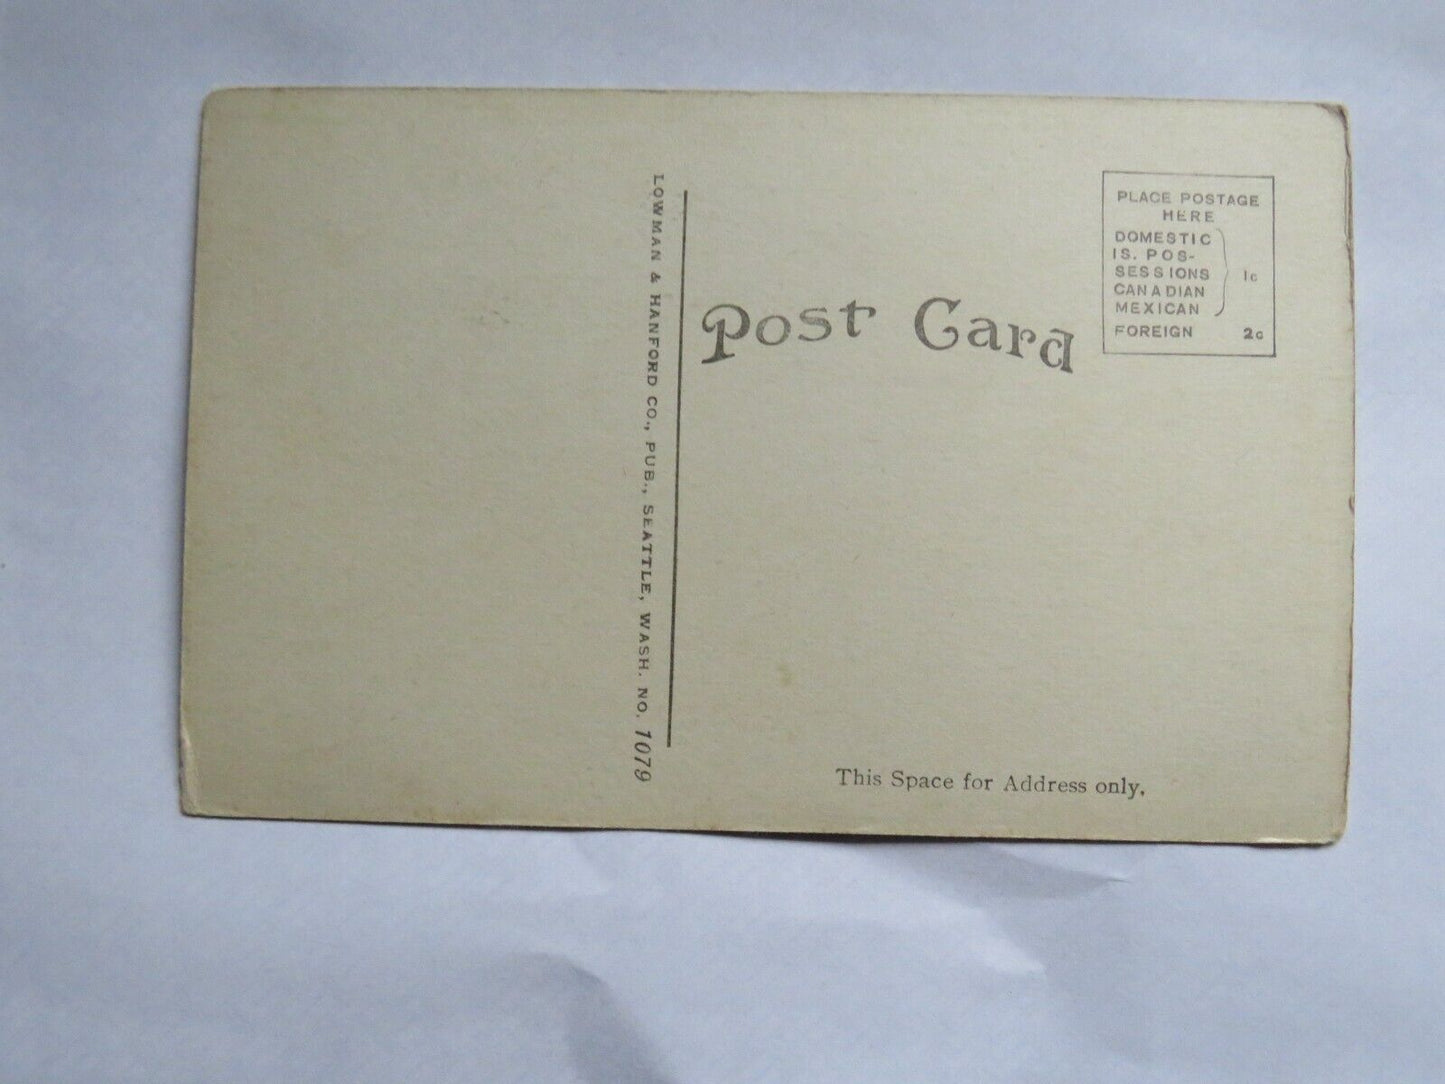 LOWMAN & HANFORD CO., PUB., SEATTLE, WASH. NO. 1079
Post Card
PLACE POSTAGE
HERE
DOMESTIC
IS. POS-
SESSIONS 1c
CANADIAN
MEXICAN
FOREIGN 2c
This Space for Address only.